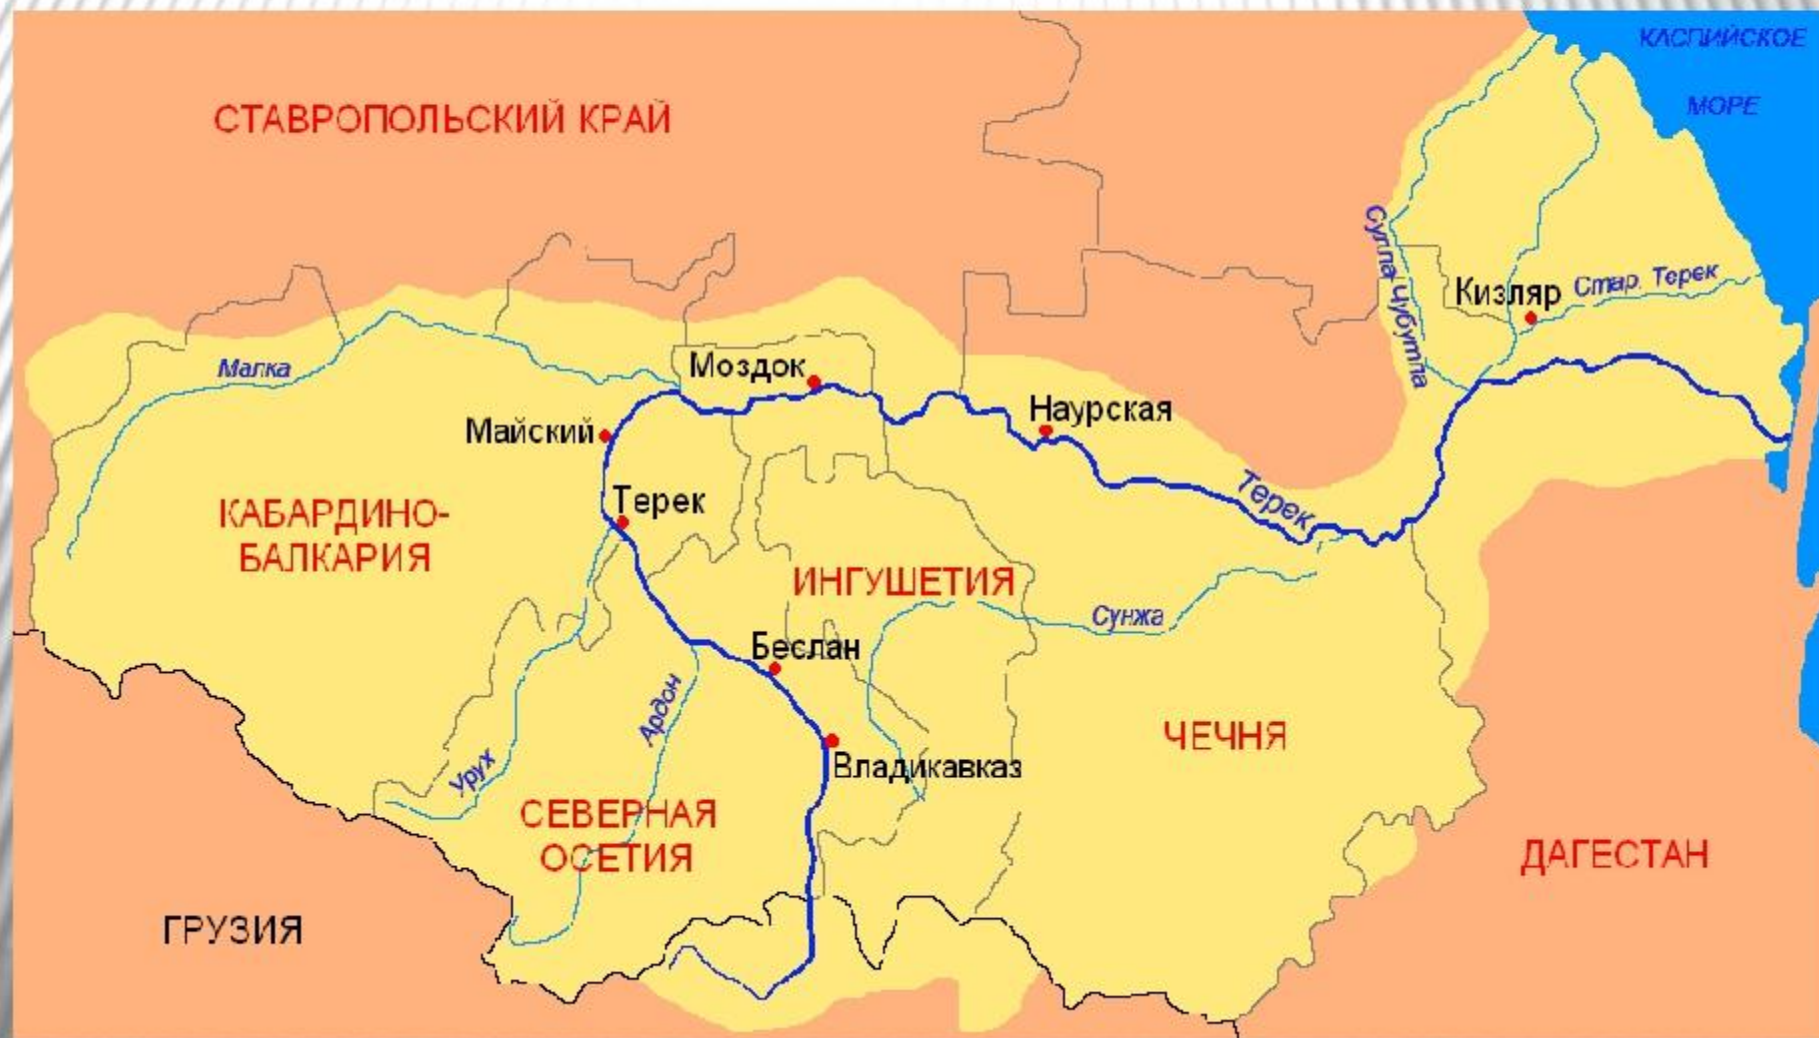 КАСПИЙСКОЕ
МОРЕ
СТАВРОПОЛЬСКИЙ КРАЙ
Сулла Чубутла
Кизляр
Стар. Терек
Малка
Моздок
Майский
Наурская
Терек
Терек
КАБАРДИНО-
БАЛКАРИЯ
ИНГУШЕТИЯ
Сунжа
Беслан
Ардон
Урух
Владикавказ
ЧЕЧНЯ
СЕВЕРНАЯ
ОСЕТИЯ
ДАГЕСТАН
ГРУЗИЯ